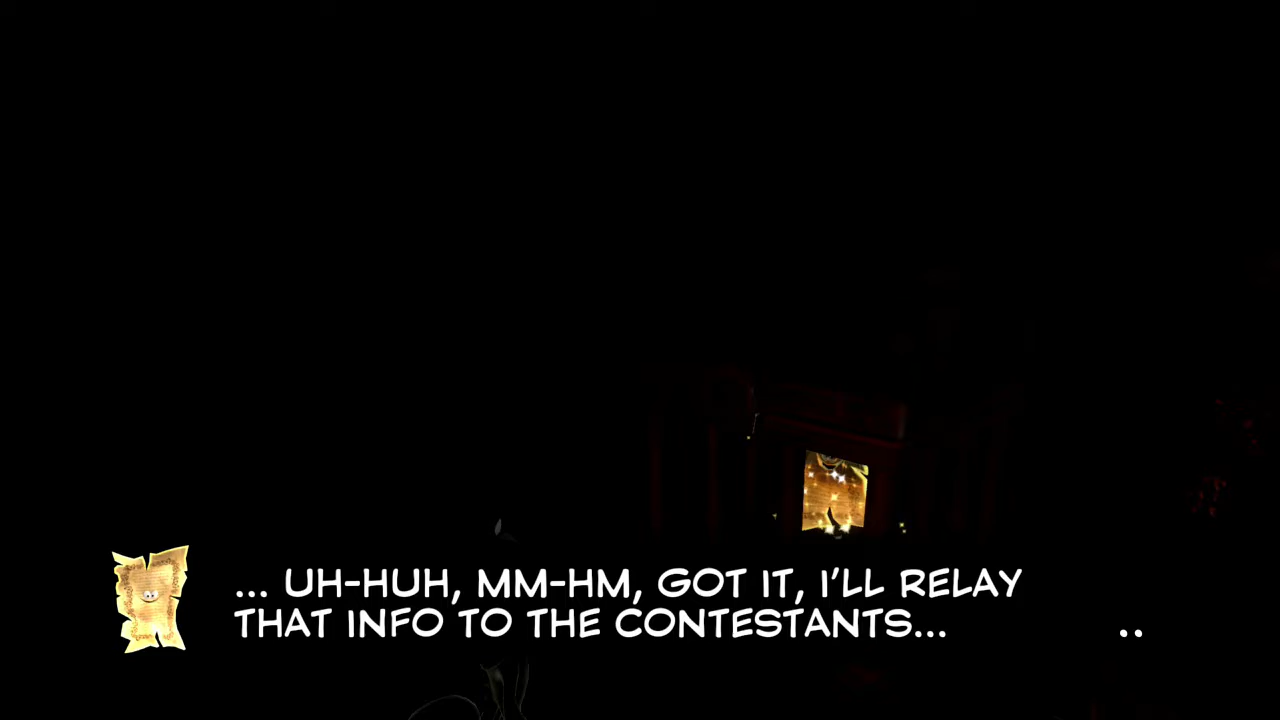 ... UH-HUH, MM-HM, GOT IT, I'LL RELAY
THAT INFO TO THE CONTESTANTS...
..